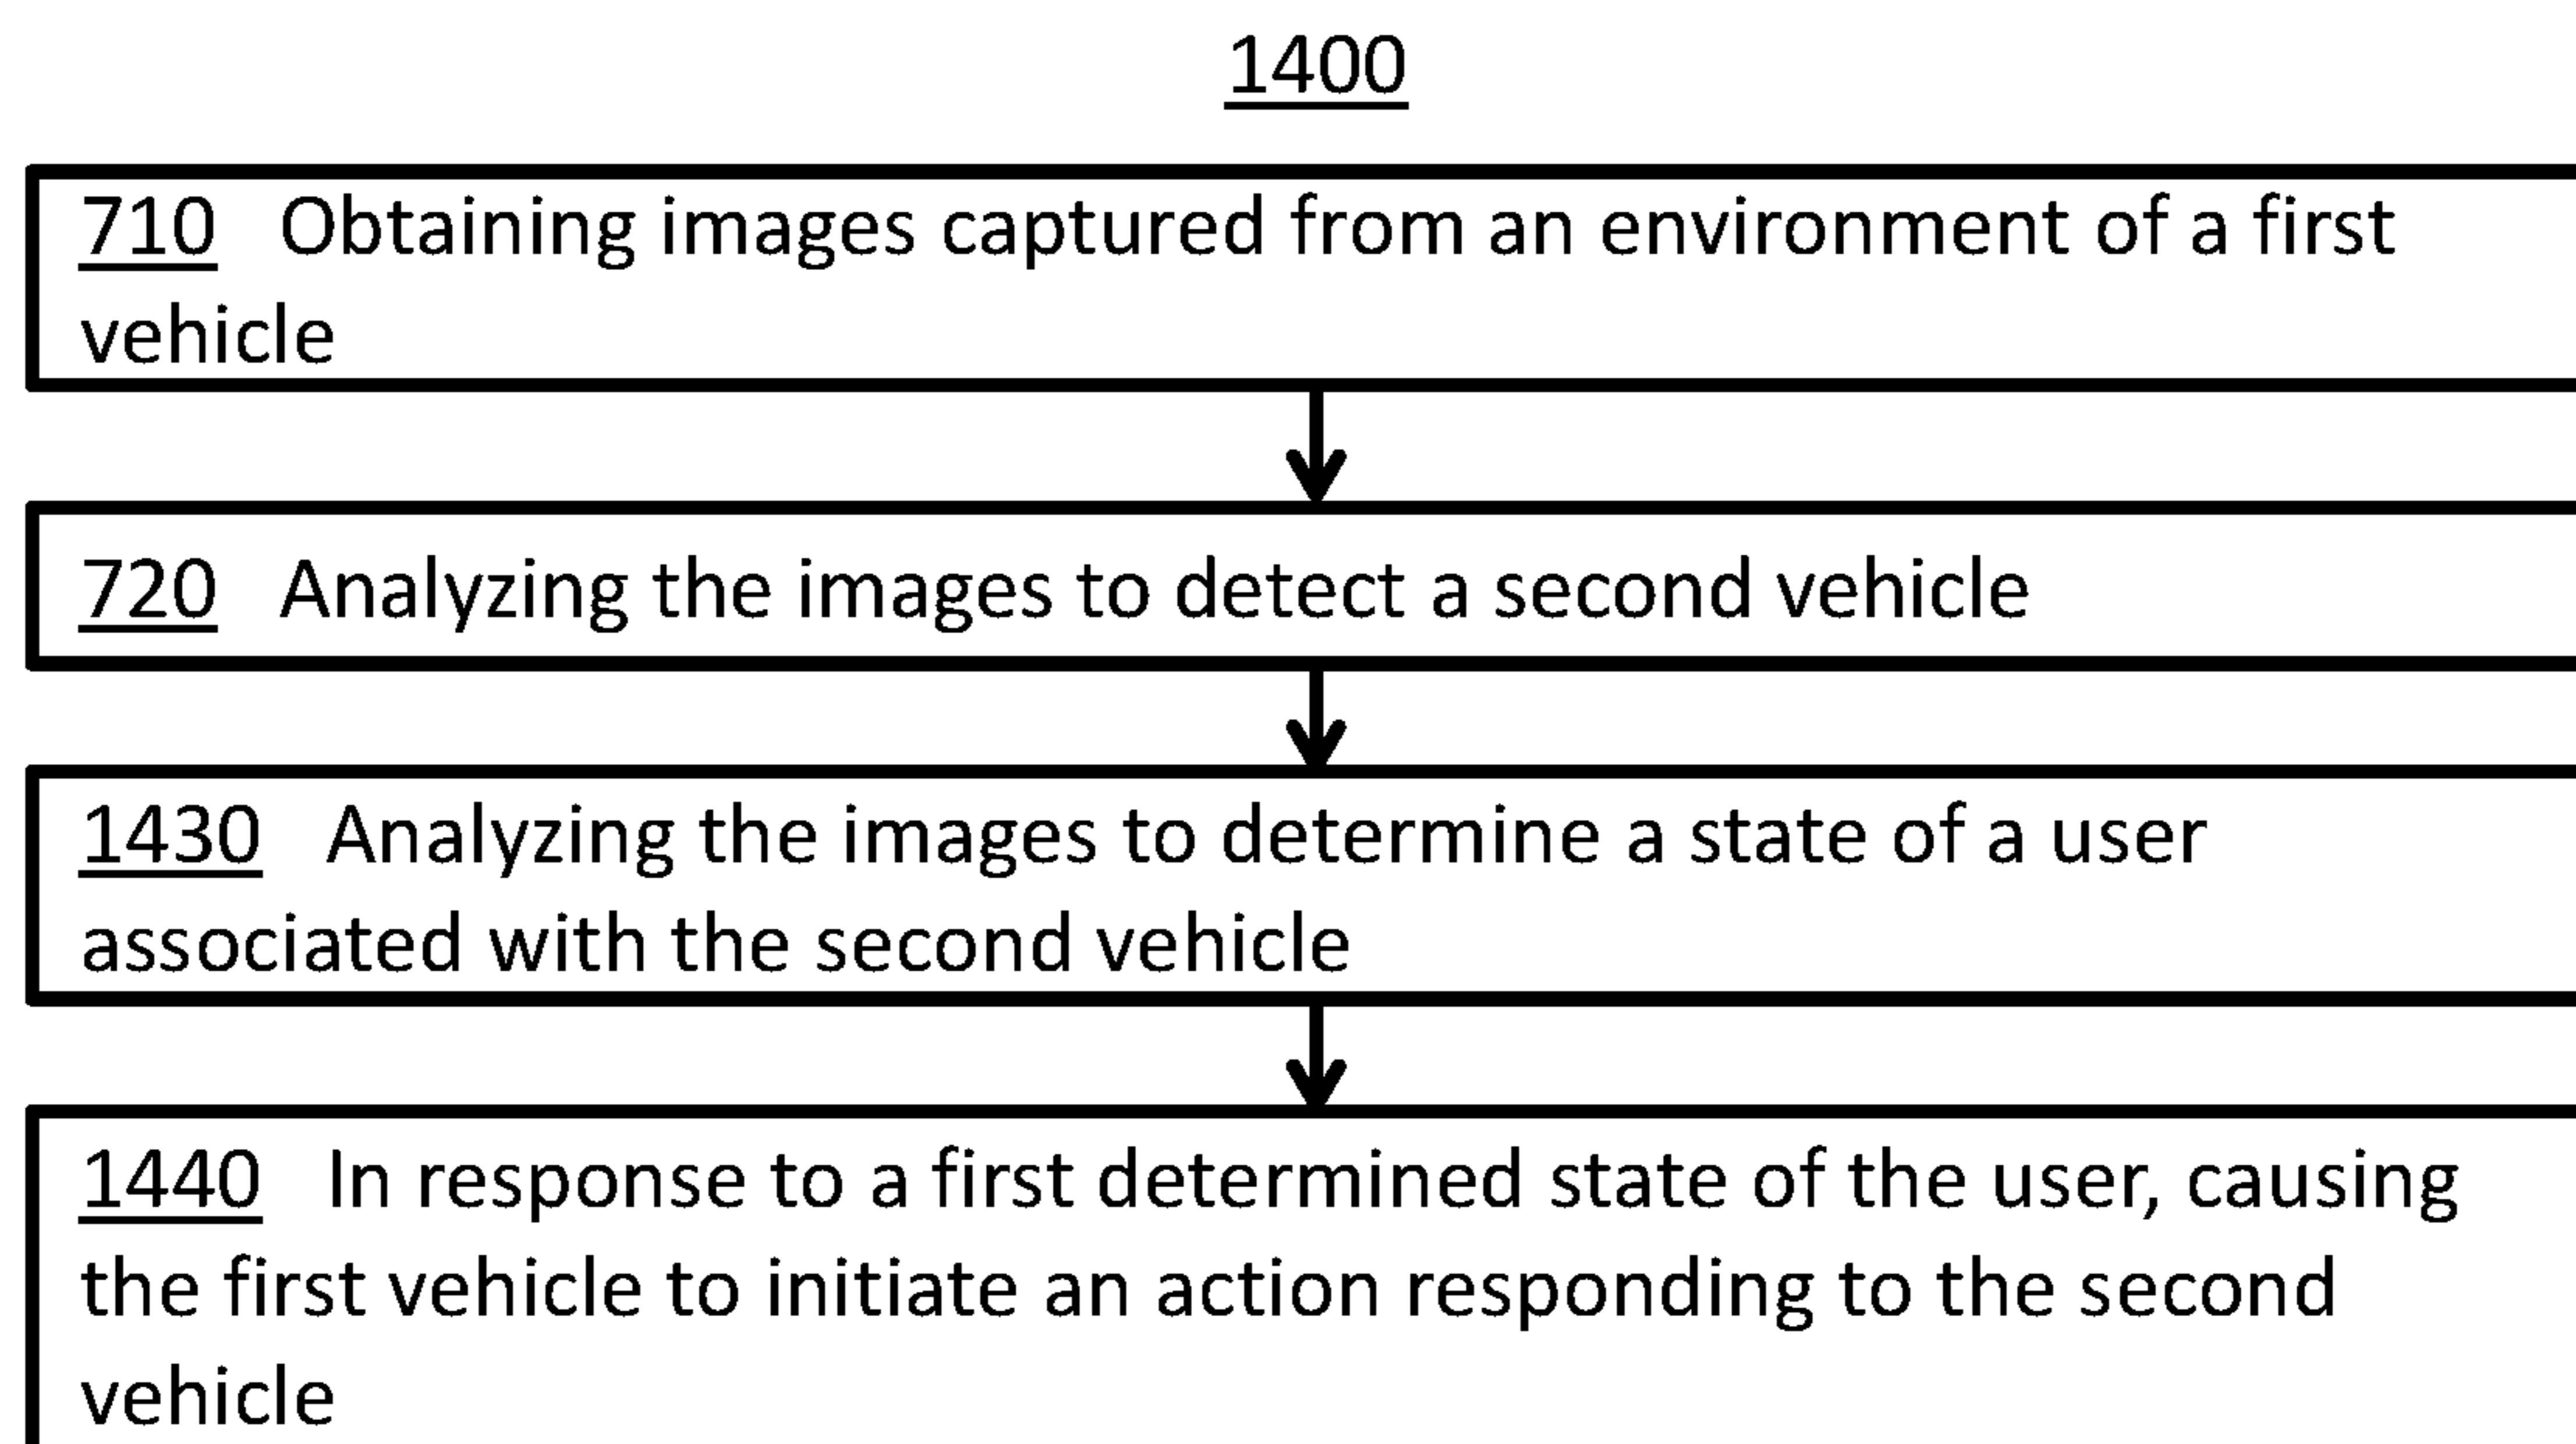 1400
710 Obtaining images captured from an environment of a first
vehicle
720 Analyzing the images to detect a second vehicle
1430 Analyzing the images to determine a state of a user
associated with the second vehicle
1440 In response to a first determined state of the user, causing
the first vehicle to initiate an action responding to the second
vehicle